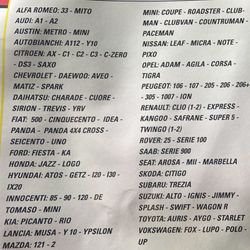 ALFA ROMEO: 33 - MITO
AUDI: A1 - A2
AUSTIN: METRO - MINI
AUTOBIANCHI: A112 - Y10
CITROEN: AX - C1 - C2 - C3 - C-ZERO
- DS3 - SAXO
CHEVROLET - DAEWOO: AVEO -
MATIZ - SPARK
DAIHATSU: CHARADE - CUORE -
SIRION - TREVIS - YRV
FIAT: 500 - CINQUECENTO - IDEA -
PANDA - PANDA 4X4 CROSS -
SEICENTO - UNO
FORD: FIESTA - KA
HONDA: JAZZ - LOGO
HYUNDAI: ATOS - GETZ - I20 - I30 -
IX20
INNOCENTI: 85 - 90 - 120 - DE
TOMASO - MINI
KIA: PICANTO - RIO
LANCIA: MUSA - Y 10 - YPSILON
MAZDA: 121 - 2
MINI: COUPE - ROADSTER - CLUB-
MAN - CLUBVAN - COUNTRUMAN -
PACEMAN
NISSAN: LEAF - MICRA - NOTE -
PIXO
OPEL: ADAM - AGILA - CORSA -
TIGRA
PEUGEOT: 106 - 107 - 205 - 206 - 206+
- 305 - 1007 - ION
RENAULT: CLIO (1-2) - EXPRESS -
KANGOO - SAFRANE - SUPER 5 -
TWINGO (1-2)
ROVER: 25 - SERIE 100
SAAB: SERIE 900
SEAT: AROSA - MII - MARBELLA
SKODA: CITIGO
SUBARU: TREZIA
SUZUKI: ALTO - IGNIS - JIMMY -
SPLASH - SWIFT - WAGON R
TOYOTA: AURIS - AYGO - STARLET
VOLKSWAGEN: FOX - LUPO - POLO
- UP